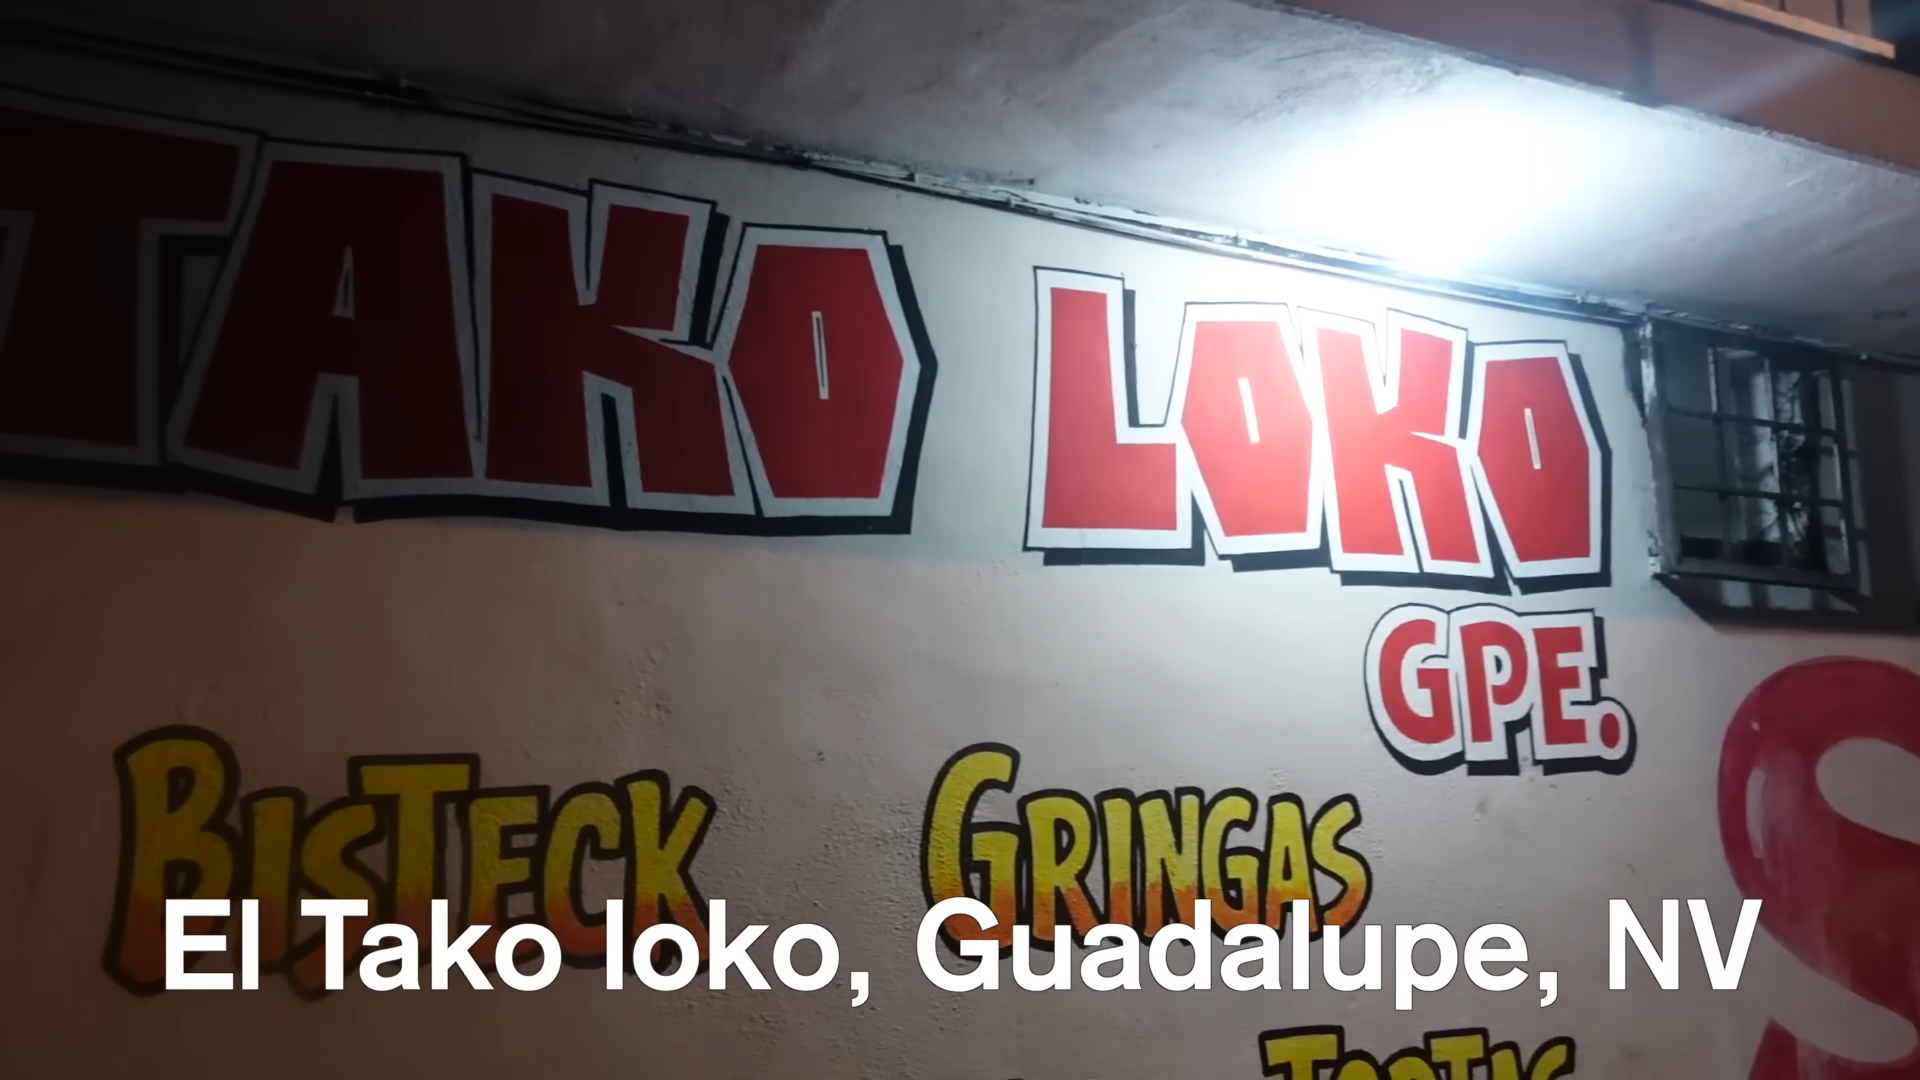 TAKO LOKO
GPE.
BISTECK
GRINGAS
El Tako loko, Guadalupe, NV